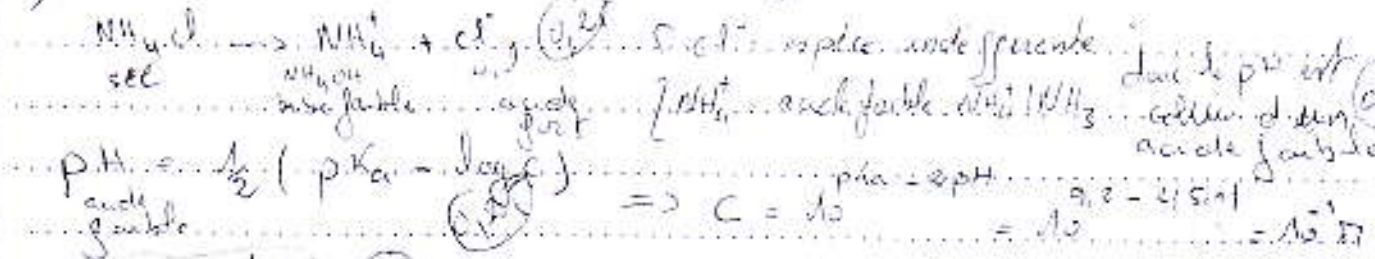 NH4Cl ---> NH4+ + Cl-, 0,25 { Cl- espèce indifférente
sel NH4OH HCl donc le pH est
base faible acide fort { NH4+ acide faible NH4+/NH3 celui d'un
acide faible
pH = 1/2 ( pKa - log C )
acide faible 0,25 => C = 10^pKa - 2pH = 10^9,2 - 2(5,1) = 10^-1 M